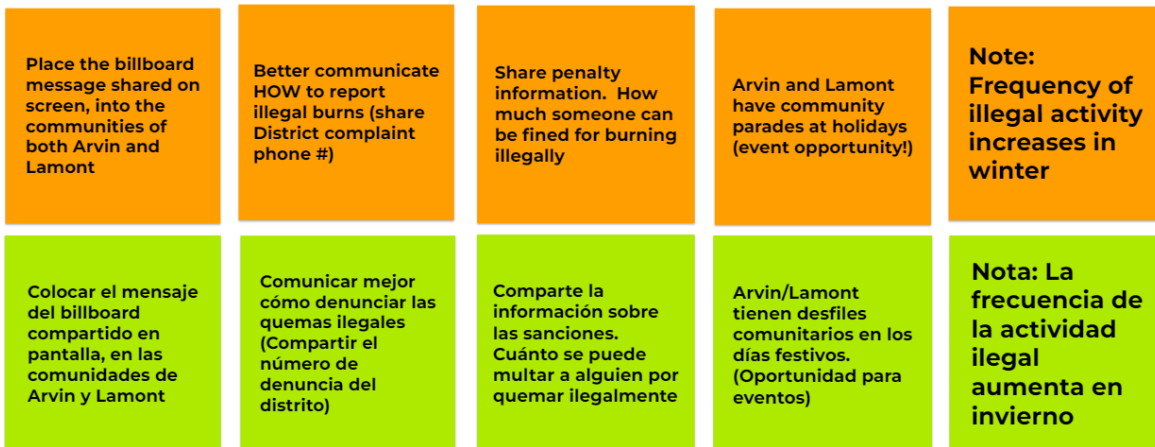 Place the billboard
message shared on
screen, into the
communities of
both Arvin and
Lamont
Better communicate
HOW to report
illegal burns (share
District complaint
phone #)
Share penalty
information.  How
much someone can
be fined for burning
illegally
Arvin and Lamont
have community
parades at holidays
(event opportunity!)
Note:
Frequency of
illegal activity
increases in
winter
Colocar el mensaje
del billboard
compartido en
pantalla, en las
comunidades de
Arvin y Lamont
Comunicar mejor
cómo denunciar las
quemas ilegales
(Compartir el
número de
denuncia del
distrito)
Comparte la
información sobre
las sanciones.
Cuánto se puede
multar a alguien por
quemar ilegalmente
Arvin/Lamont
tienen desfiles
comunitarios en los
días festivos.
(Oportunidad para
eventos)
Nota: La
frecuencia de
la actividad
ilegal
aumenta en
invierno